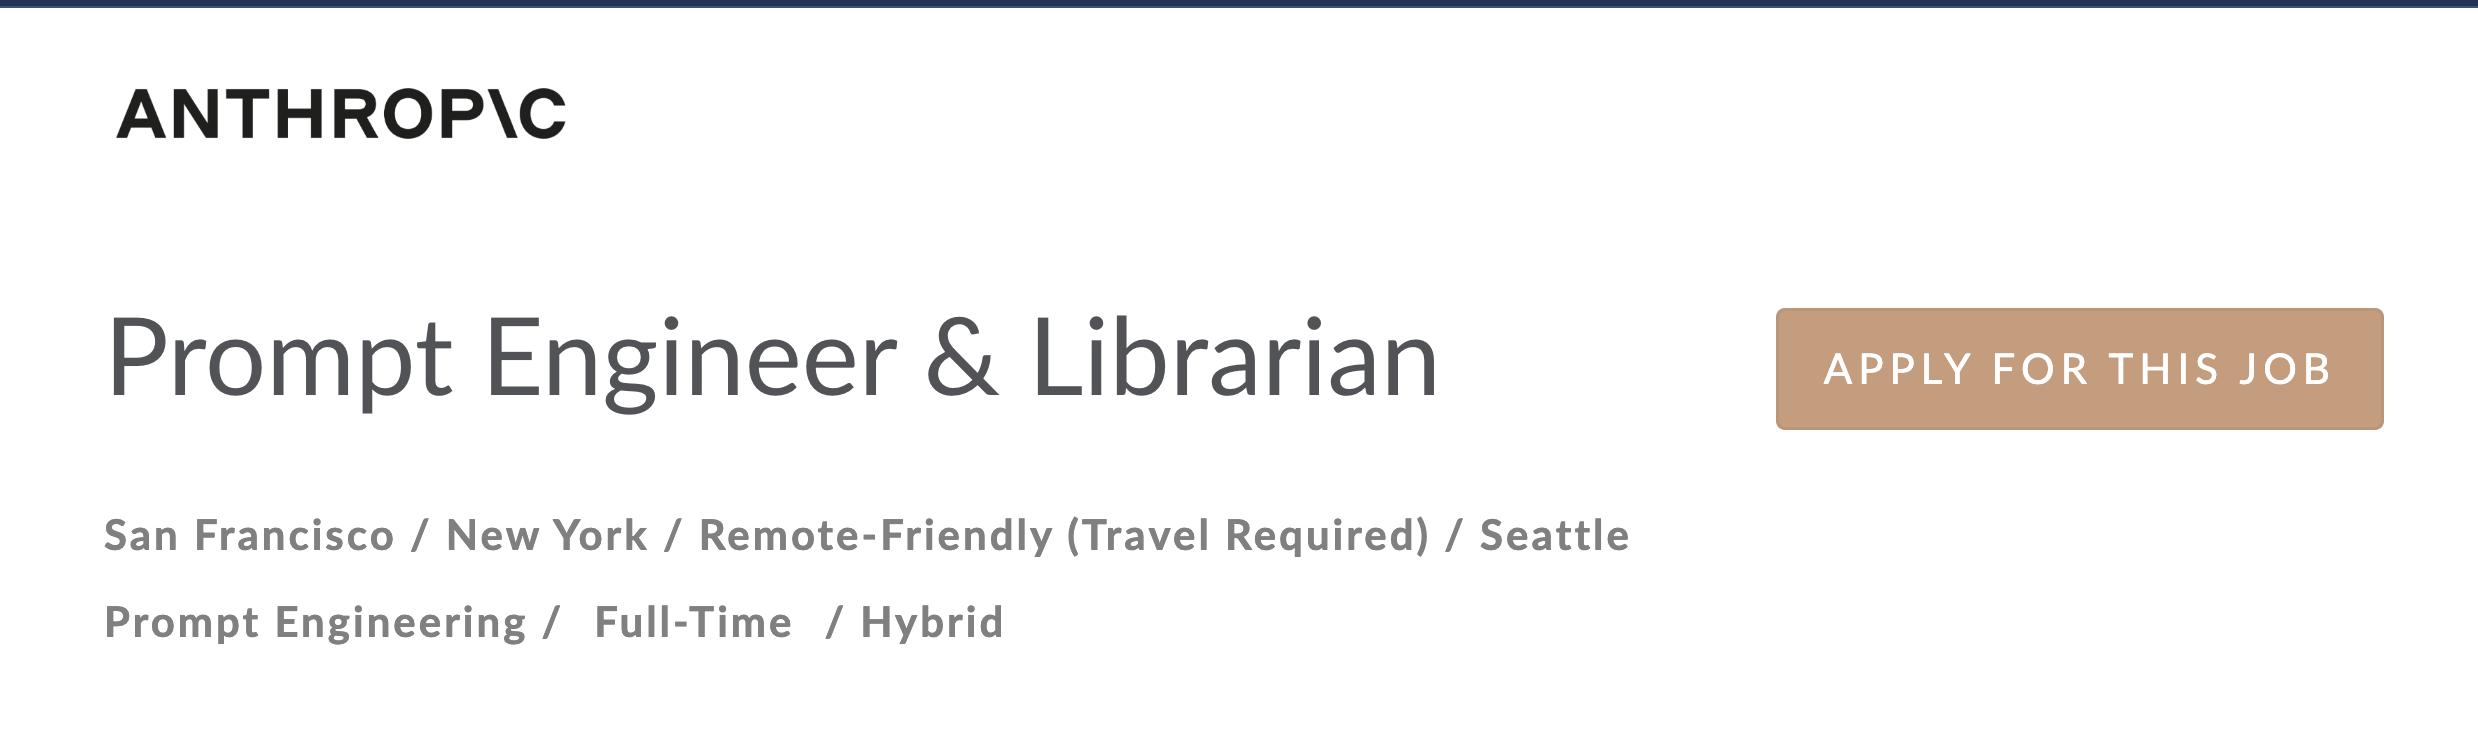 ANTHROP\C
Prompt Engineer & Librarian
APPLY FOR THIS JOB
San Francisco / New York / Remote-Friendly (Travel Required) / Seattle
Prompt Engineering / Full-Time / Hybrid